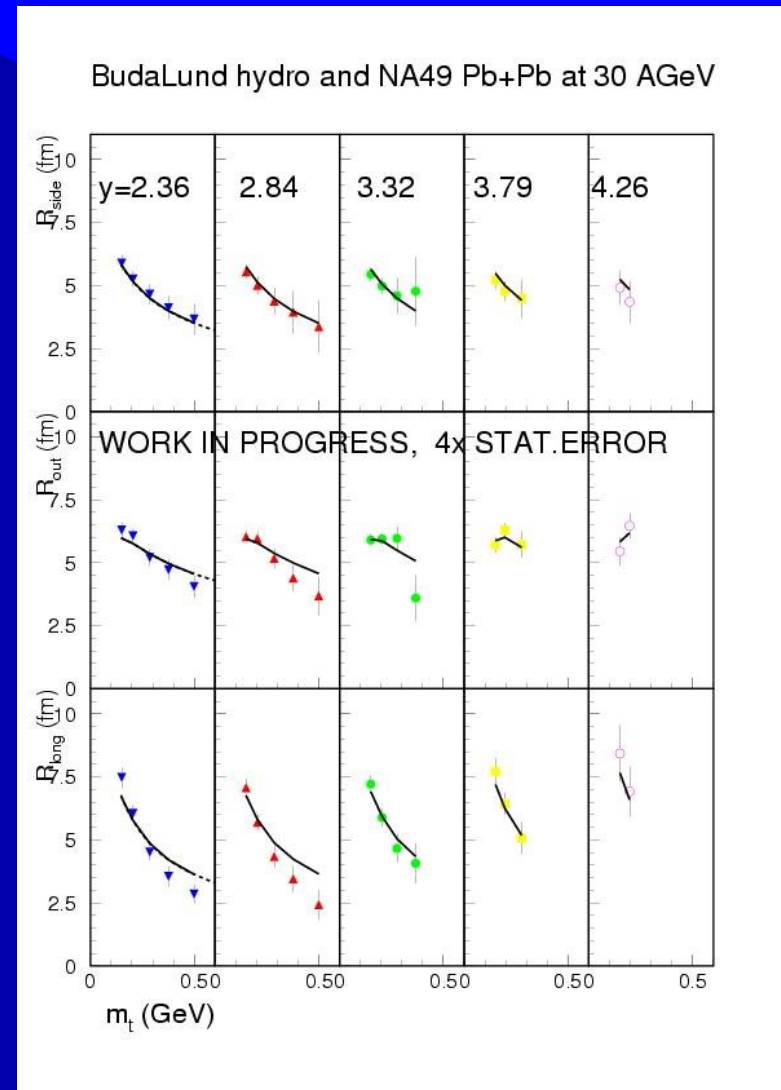 BudaLund hydro and NA49 Pb+Pb at 30 AGeV
R_side (fm)
10
7.5
5
2.5
0
y=2.36 2.84 3.32 3.79 4.26
R_out (fm)
10
7.5
5
2.5
0
WORK IN PROGRESS, 4x STAT.ERROR
R_long (fm)
10
7.5
5
2.5
0
0 0.50 0.50 0.50 0.50 0.5
m_t (GeV)